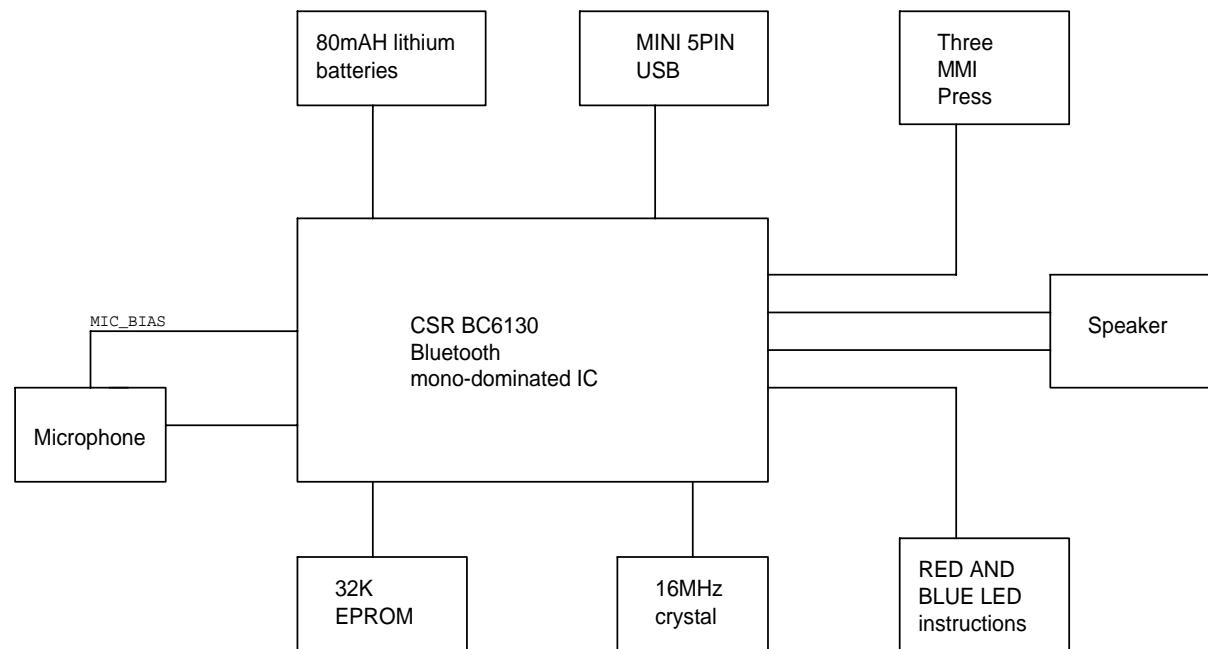 80mAH lithium
batteries
MINI 5PIN
USB
Three
MMI
Press
MIC_BIAS
CSR BC6130
Bluetooth
mono-dominated IC
Speaker
Microphone
32K
EPROM
16MHz
crystal
RED AND
BLUE LED
instructions